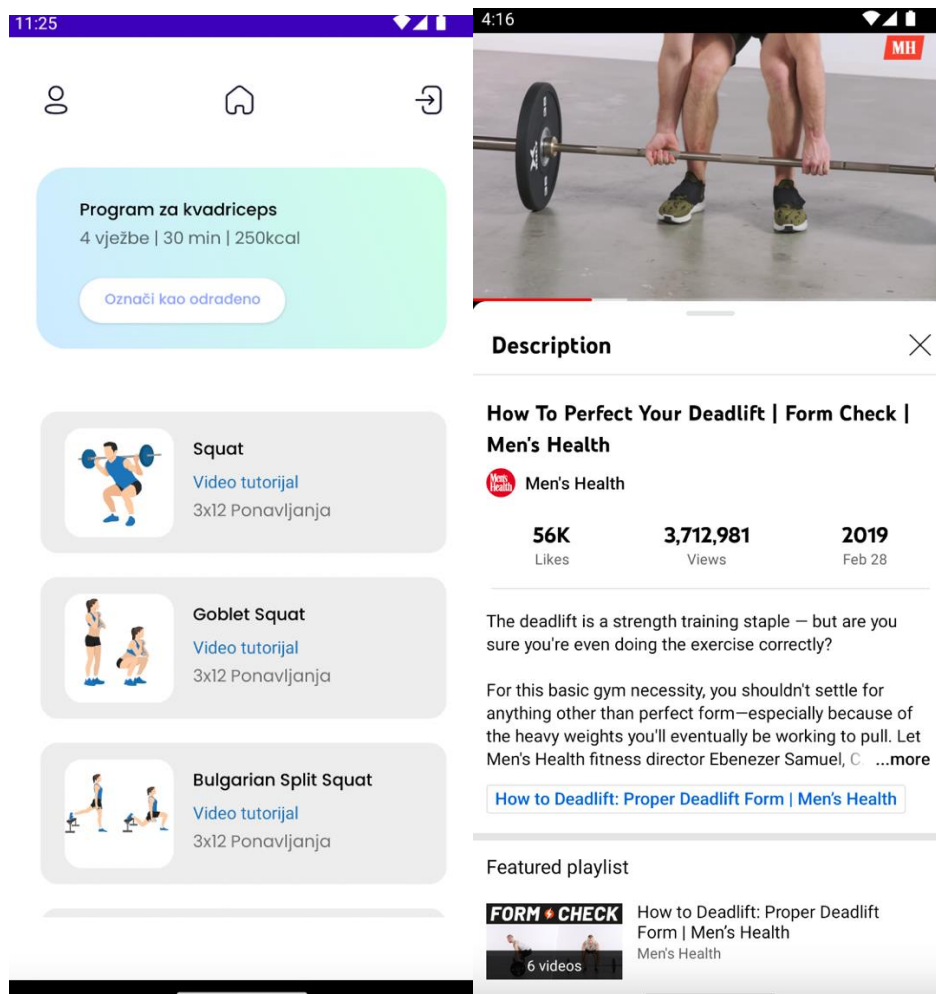 11:25
Program za kvadriceps
4 vježbe | 30 min | 250kcal
Označi kao odrađeno
Squat
Video tutorijal
3x12 Ponavljanja
Goblet Squat
Video tutorijal
3x12 Ponavljanja
Bulgarian Split Squat
Video tutorijal
3x12 Ponavljanja
4:16
MH
Description
How To Perfect Your Deadlift | Form Check |
Men's Health
Men's Health
Men's Health
56K
Likes
3,712,981
Views
2019
Feb 28
The deadlift is a strength training staple — but are you
sure you're even doing the exercise correctly?
For this basic gym necessity, you shouldn't settle for
anything other than perfect form—especially because of
the heavy weights you'll eventually be working to pull. Let
Men's Health fitness director Ebenezer Samuel, C ...more
How to Deadlift: Proper Deadlift Form | Men's Health
Featured playlist
FORM CHECK
6 videos
How to Deadlift: Proper Deadlift
Form | Men's Health
Men's Health